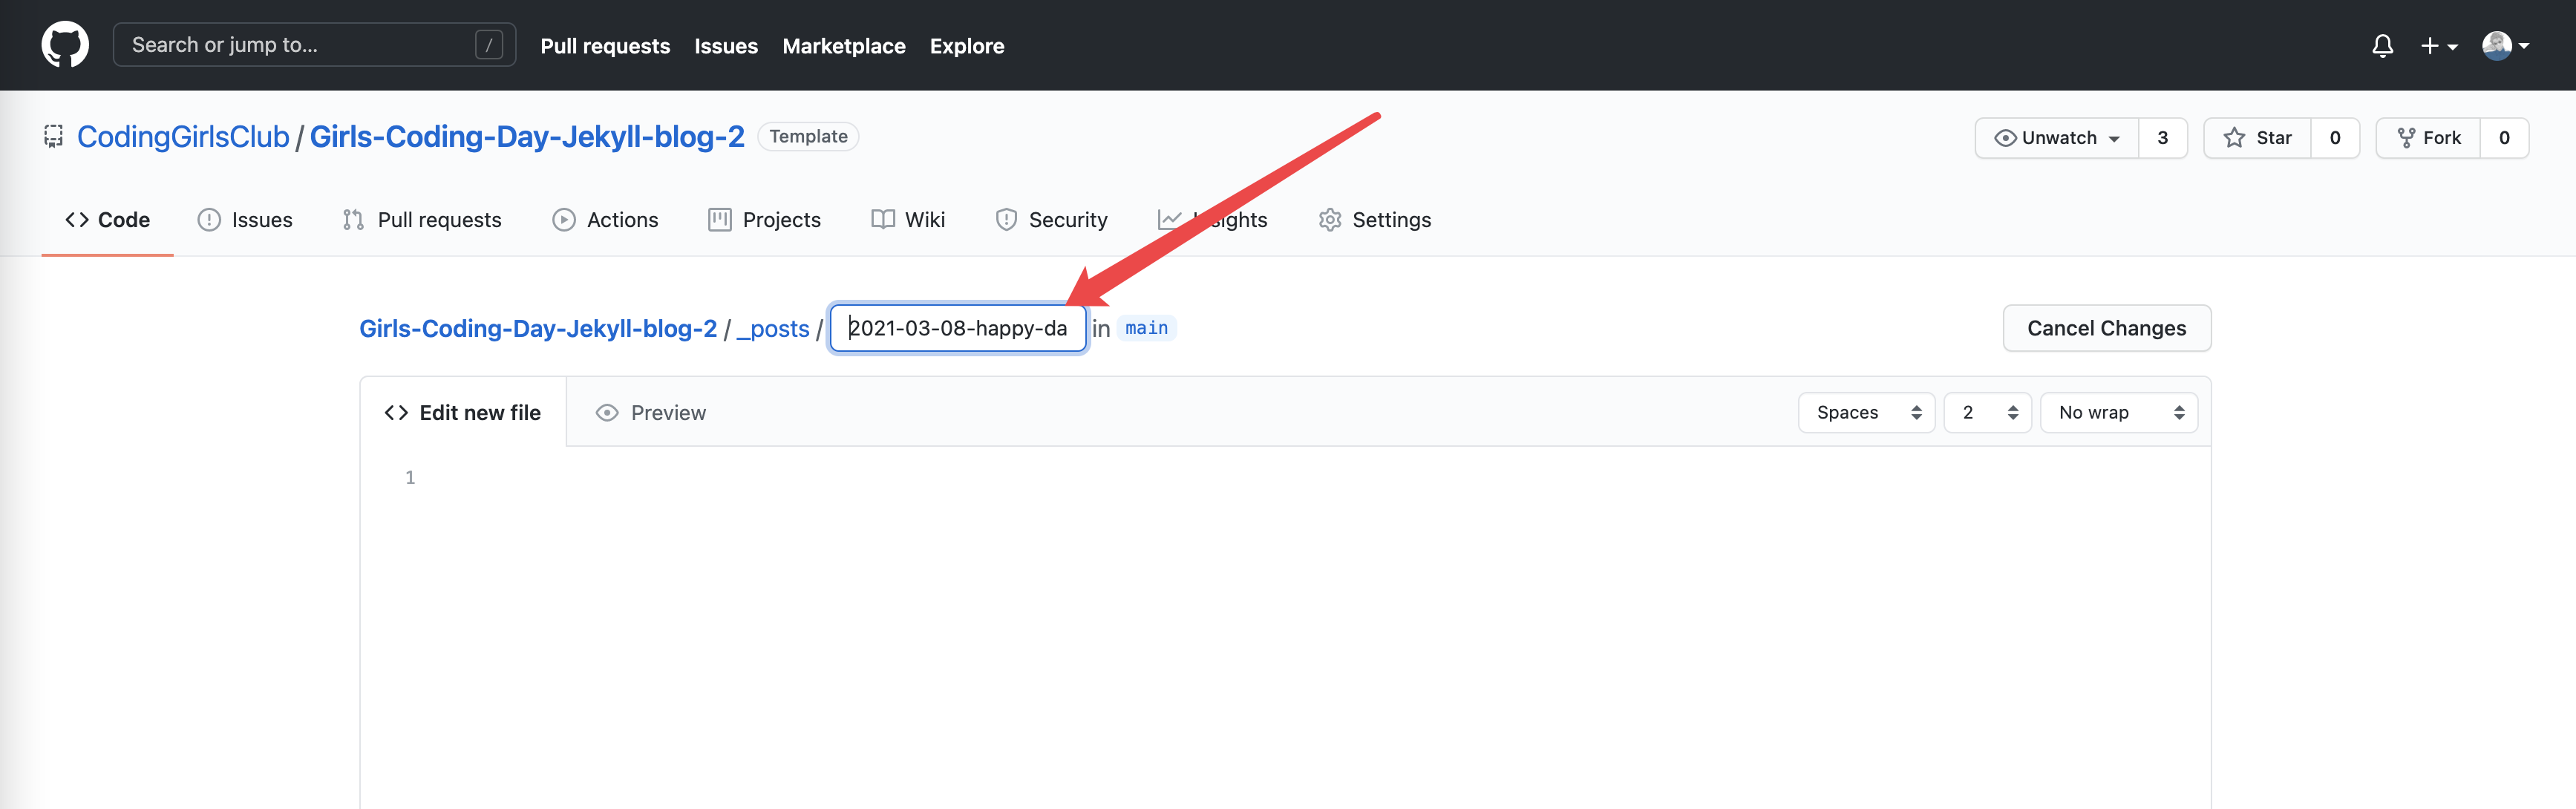 Search or jump to... / Pull requests Issues Marketplace Explore
CodingGirlsClub / Girls-Coding-Day-Jekyll-blog-2 Template Unwatch 3 Star 0 Fork 0
Code Issues Pull requests Actions Projects Wiki Security Insights Settings
Girls-Coding-Day-Jekyll-blog-2 / _posts / 2021-03-08-happy-da in main Cancel Changes
Edit new file Preview Spaces 2 No wrap
1